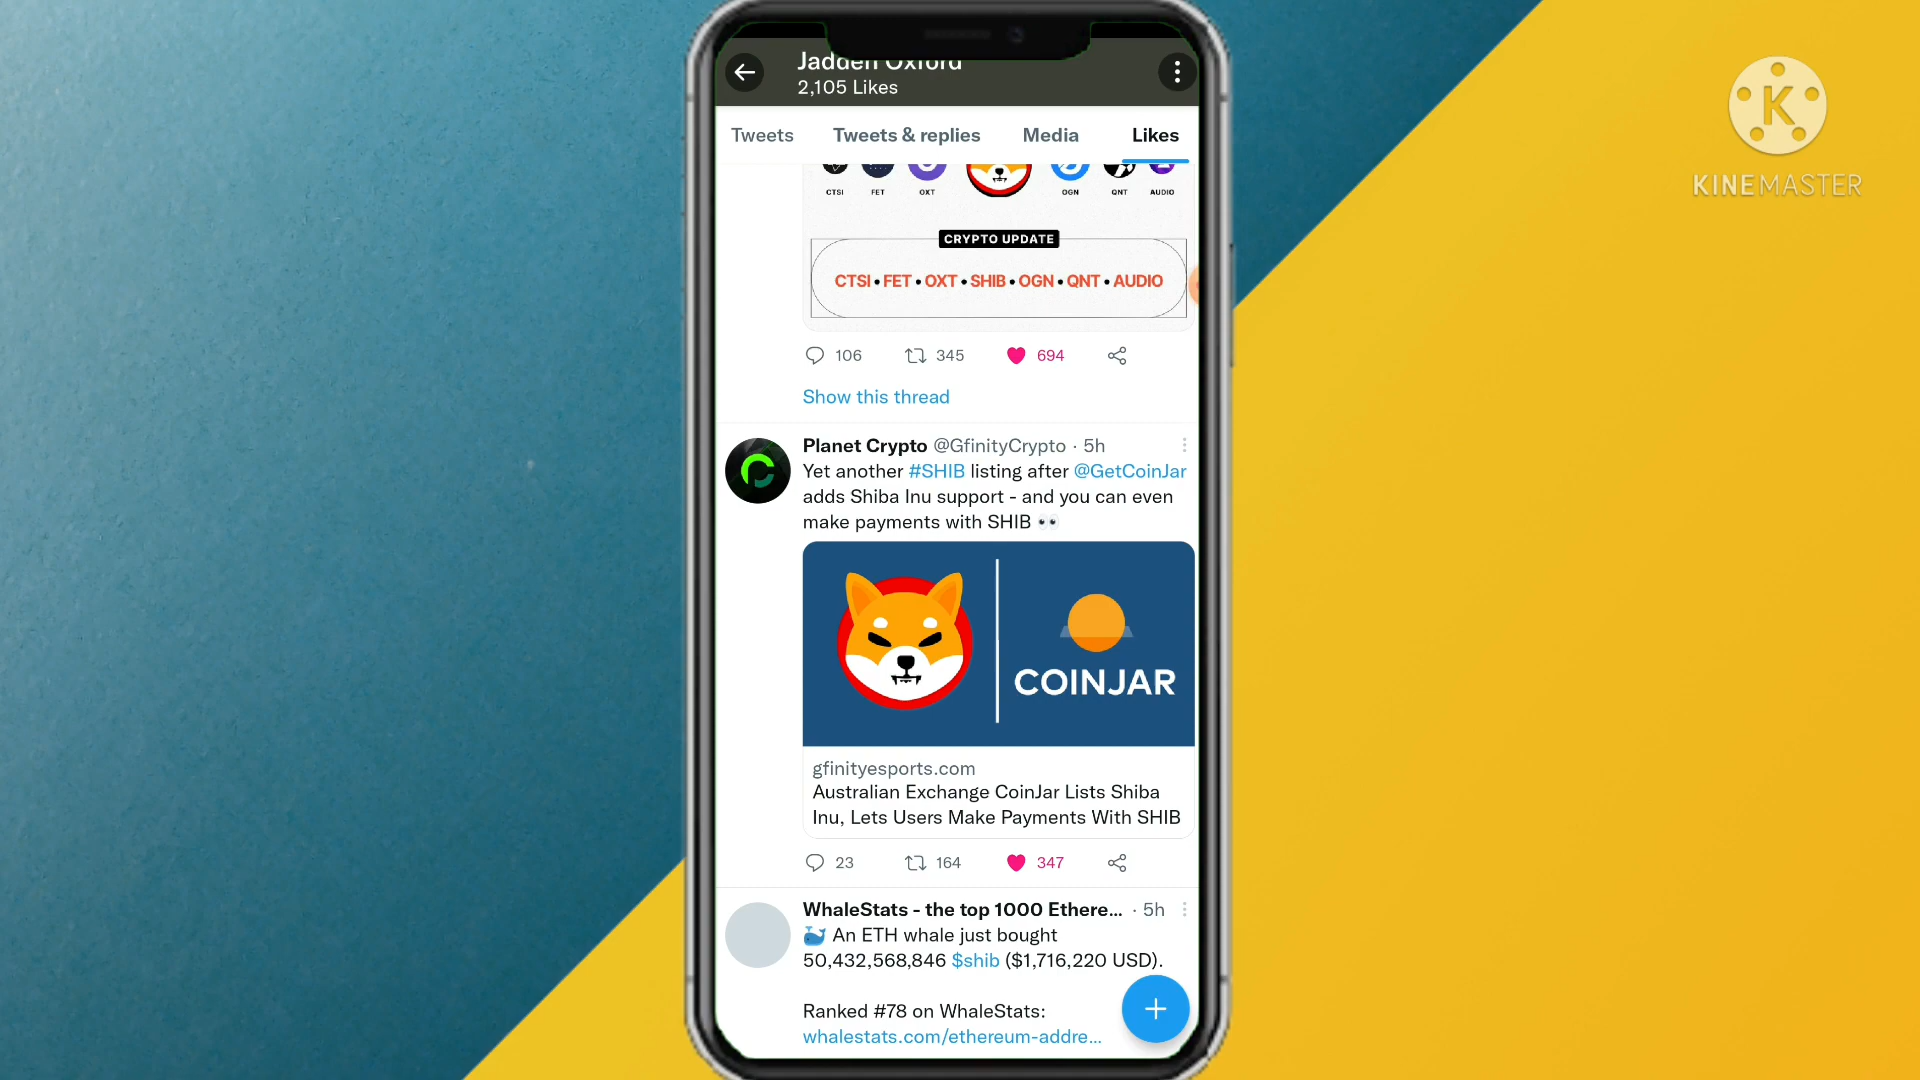 Jadden Oxford
2,105 Likes
Tweets
Tweets & replies
Media
Likes
CTSI
FET
OXT
OGN
QNT
AUDIO
CRYPTO UPDATE
CTSI • FET • OXT • SHIB • OGN • QNT • AUDIO
106
345
694
Show this thread
Planet Crypto @GfinityCrypto · 5h
Yet another #SHIB listing after @GetCoinJar
adds Shiba Inu support - and you can even
make payments with SHIB 👀
COINJAR
gfinityesports.com
Australian Exchange CoinJar Lists Shiba
Inu, Lets Users Make Payments With SHIB
23
164
347
WhaleStats - the top 1000 Ethere... · 5h
🐳 An ETH whale just bought
50,432,568,846 $shib ($1,716,220 USD).
Ranked #78 on WhaleStats:
whalestats.com/ethereum-addre...
K
KINEMASTER